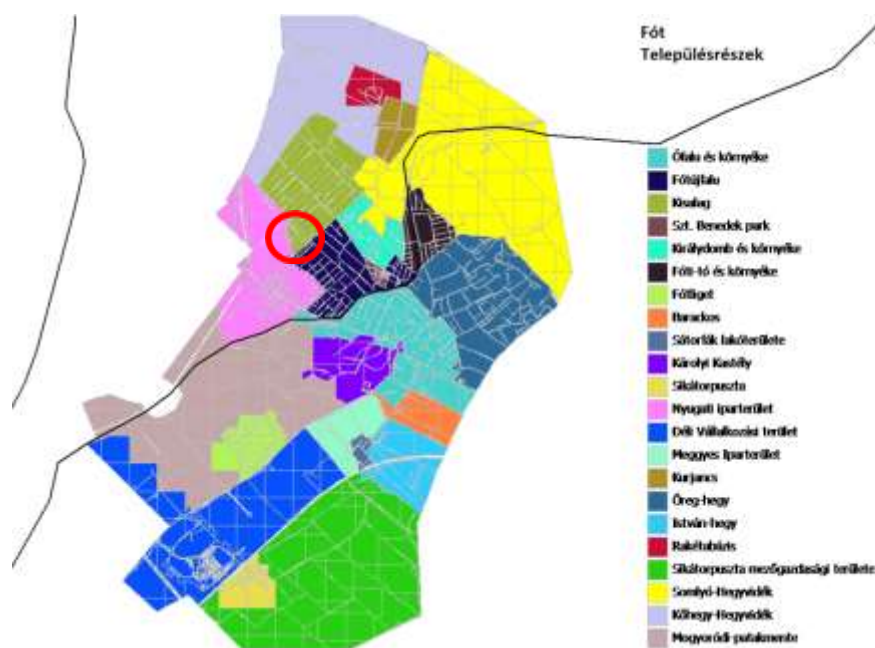 Fót
Településrészek
Ófalu és környéke
Fótújfalu
Kisalag
Szt. Benedek park
Királydomb és környéke
Fóti-tó és környéke
Fótliget
Barackos
Sátorfák lakóterülete
Károlyi Kastély
Sikátorpuszta
Nyugati iparterület
Déli Vállalkozási terület
Meggyes iparterület
Kurjancs
Öreg-hegy
István-hegy
Rakétabázis
Sikátorpuszta mezőgazdasági területe
Somlyó-Hegyvidék
Kőhegy-Hegyvidék
Mogyoródi-patakmente